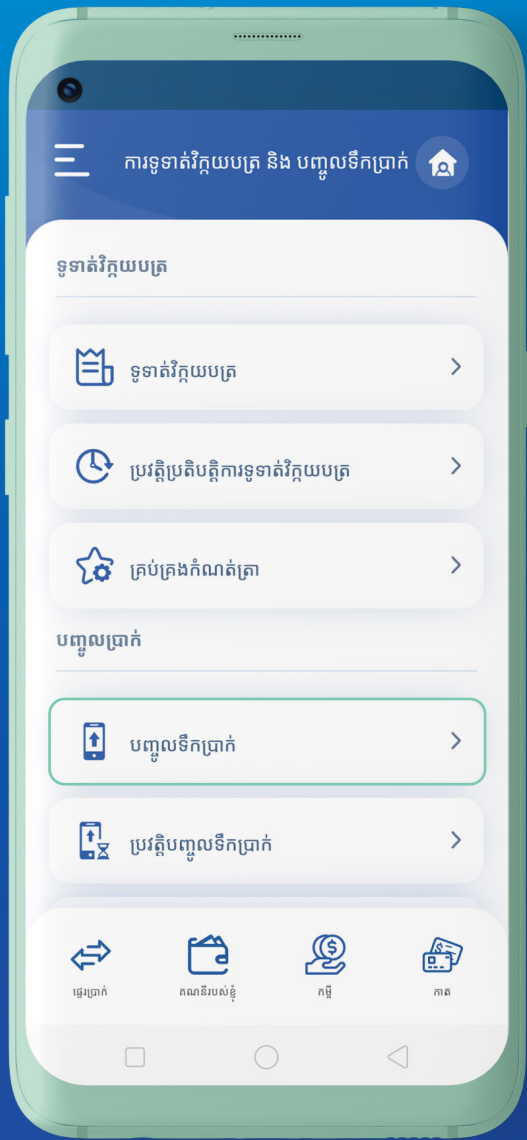 ការទូទាត់វិក្កយបត្រ និង បញ្ចូលទឹកប្រាក់
ទូទាត់វិក្កយបត្រ
ទូទាត់វិក្កយបត្រ
ប្រវត្តិប្រតិបត្តិការទូទាត់វិក្កយបត្រ
គ្រប់គ្រងកំណត់ត្រា
បញ្ចូលប្រាក់
បញ្ចូលទឹកប្រាក់
ប្រវត្តិបញ្ចូលទឹកប្រាក់
ផ្ទេរប្រាក់
គណនីរបស់ខ្ញុំ
កម្ចី
កាត